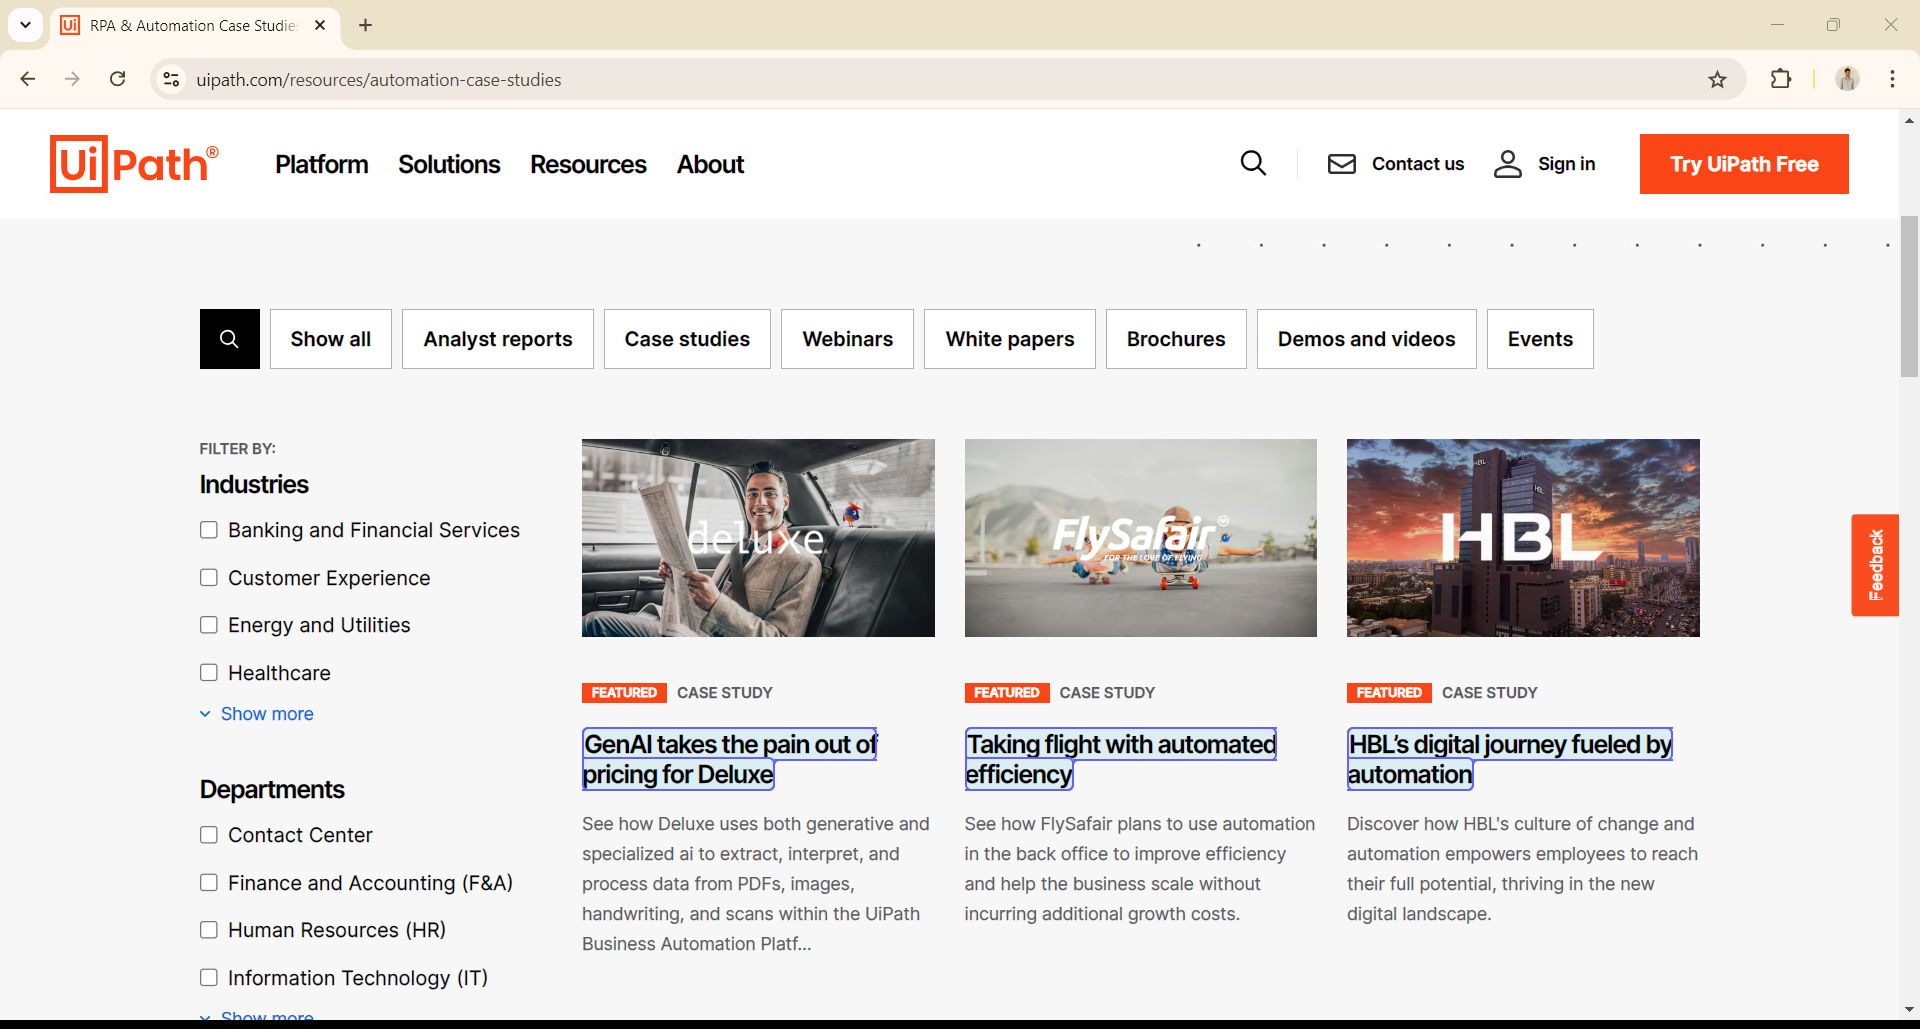 RPA & Automation Case Studies
uipath.com/resources/automation-case-studies
UiPath®
Platform
Solutions
Resources
About
Contact us
Sign in
Try UiPath Free
Show all
Analyst reports
Case studies
Webinars
White papers
Brochures
Demos and videos
Events
FILTER BY:
Industries
Banking and Financial Services
Customer Experience
Energy and Utilities
Healthcare
Show more
Departments
Contact Center
Finance and Accounting (F&A)
Human Resources (HR)
Information Technology (IT)
Show more
deluxe
FEATURED CASE STUDY
GenAI takes the pain out of
pricing for Deluxe
See how Deluxe uses both generative and
specialized ai to extract, interpret, and
process data from PDFs, images,
handwriting, and scans within the UiPath
Business Automation Platf...
FlySafair
FOR THE LOVE OF FLYING
FEATURED CASE STUDY
Taking flight with automated
efficiency
See how FlySafair plans to use automation
in the back office to improve efficiency
and help the business scale without
incurring additional growth costs.
HBL
HBL
HBL
FEATURED CASE STUDY
HBL’s digital journey fueled by
automation
Discover how HBL's culture of change and
automation empowers employees to reach
their full potential, thriving in the new
digital landscape.
Feedback